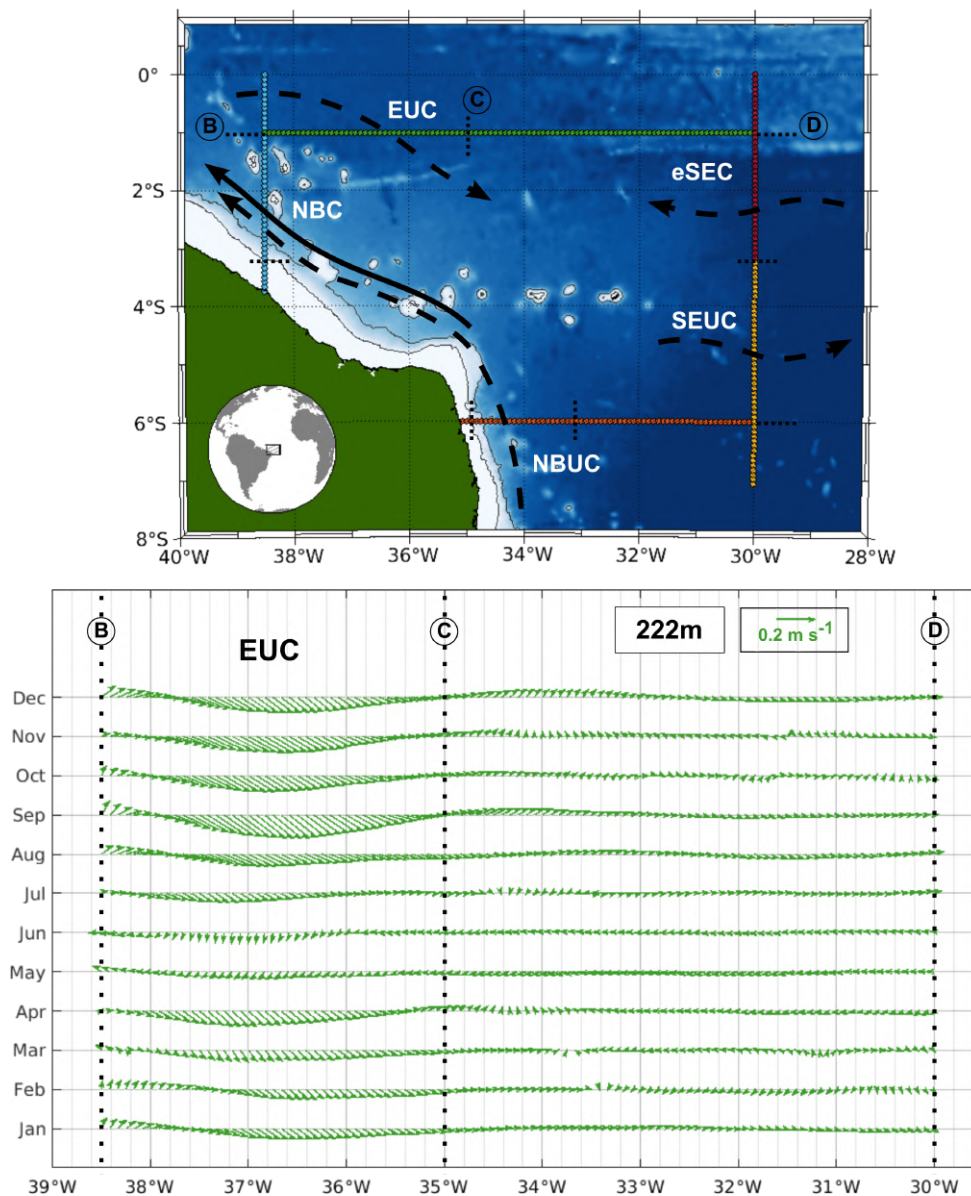 0°
2°S
4°S
6°S
8°S
40°W 38°W 36°W 34°W 32°W 30°W 28°W
B
EUC
C
D
eSEC
NBC
SEUC
NBUC
B
EUC
C
222m
0.2 m s-1
D
Dec
Nov
Oct
Sep
Aug
Jul
Jun
May
Apr
Mar
Feb
Jan
39°W 38°W 37°W 36°W 35°W 34°W 33°W 32°W 31°W 30°W